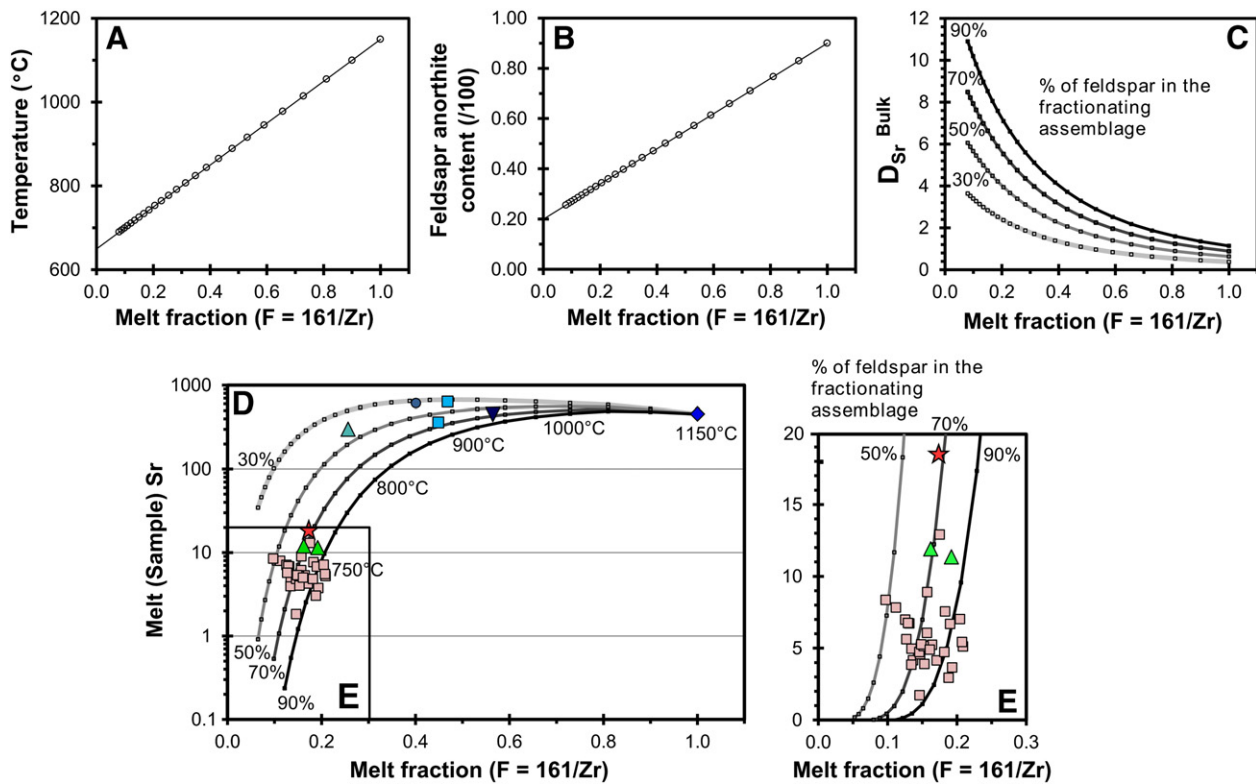 A
Temperature (°C)
1200
1000
800
600
0.0 0.2 0.4 0.6 0.8 1.0
Melt fraction (F = 161/Zr)
B
Feldsapr anorthite
content (/100)
1.00
0.80
0.60
0.40
0.20
0.00
0.0 0.2 0.4 0.6 0.8 1.0
Melt fraction (F = 161/Zr)
C
D Sr Bulk
12
10
8
6
4
2
0
90%
70%
50%
30%
% of feldspar in the
fractionating
assemblage
0.0 0.2 0.4 0.6 0.8 1.0
Melt fraction (F = 161/Zr)
D
Melt (Sample) Sr
1000
100
10
1
0.1
30%
50%
70%
90%
750°C
800°C
900°C
1000°C
1150°C
E
0.0 0.2 0.4 0.6 0.8 1.0
Melt fraction (F = 161/Zr)
% of feldspar in the
fractionating
assemblage
70%
50%
90%
20
15
10
5
0
E
0.0 0.1 0.2 0.3
Melt fraction (F = 161/Zr)